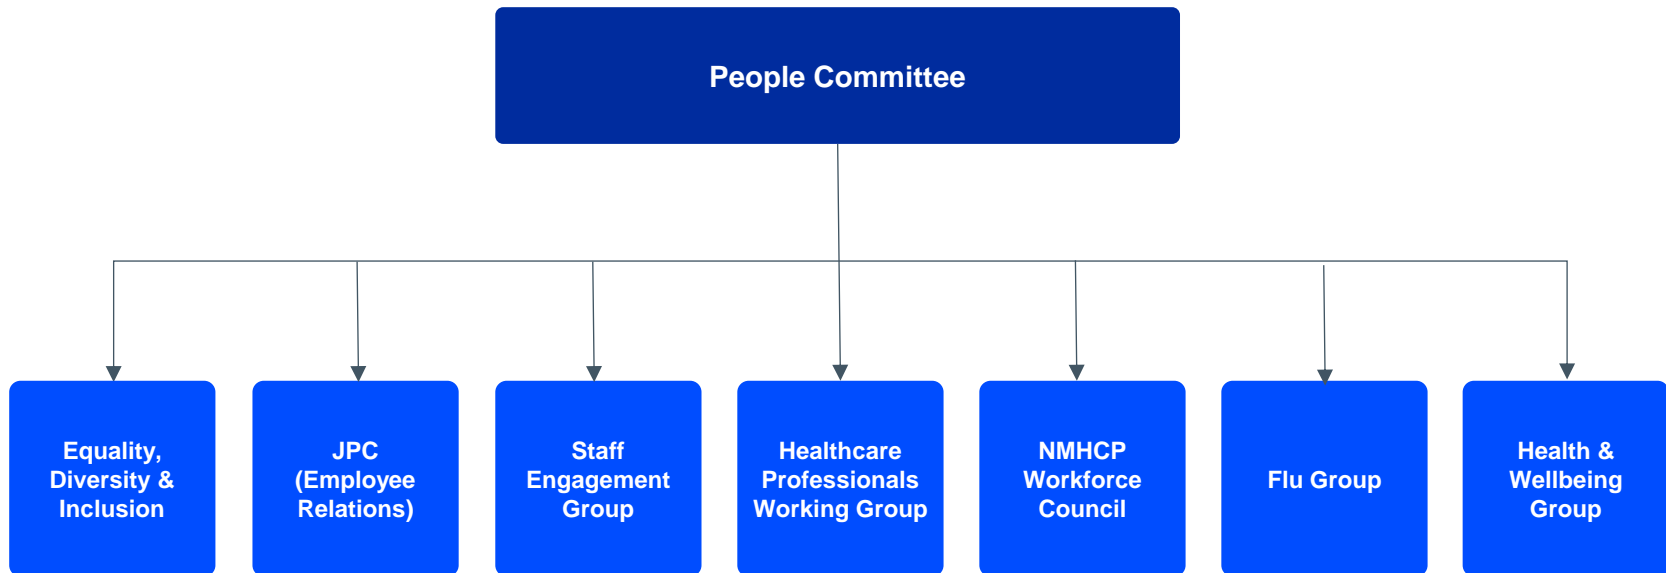 People Committee
Equality,
Diversity &
Inclusion
JPC
(Employee
Relations)
Staff
Engagement
Group
Healthcare
Professionals
Working Group
NMHCP
Workforce
Council
Flu Group
Health &
Wellbeing
Group